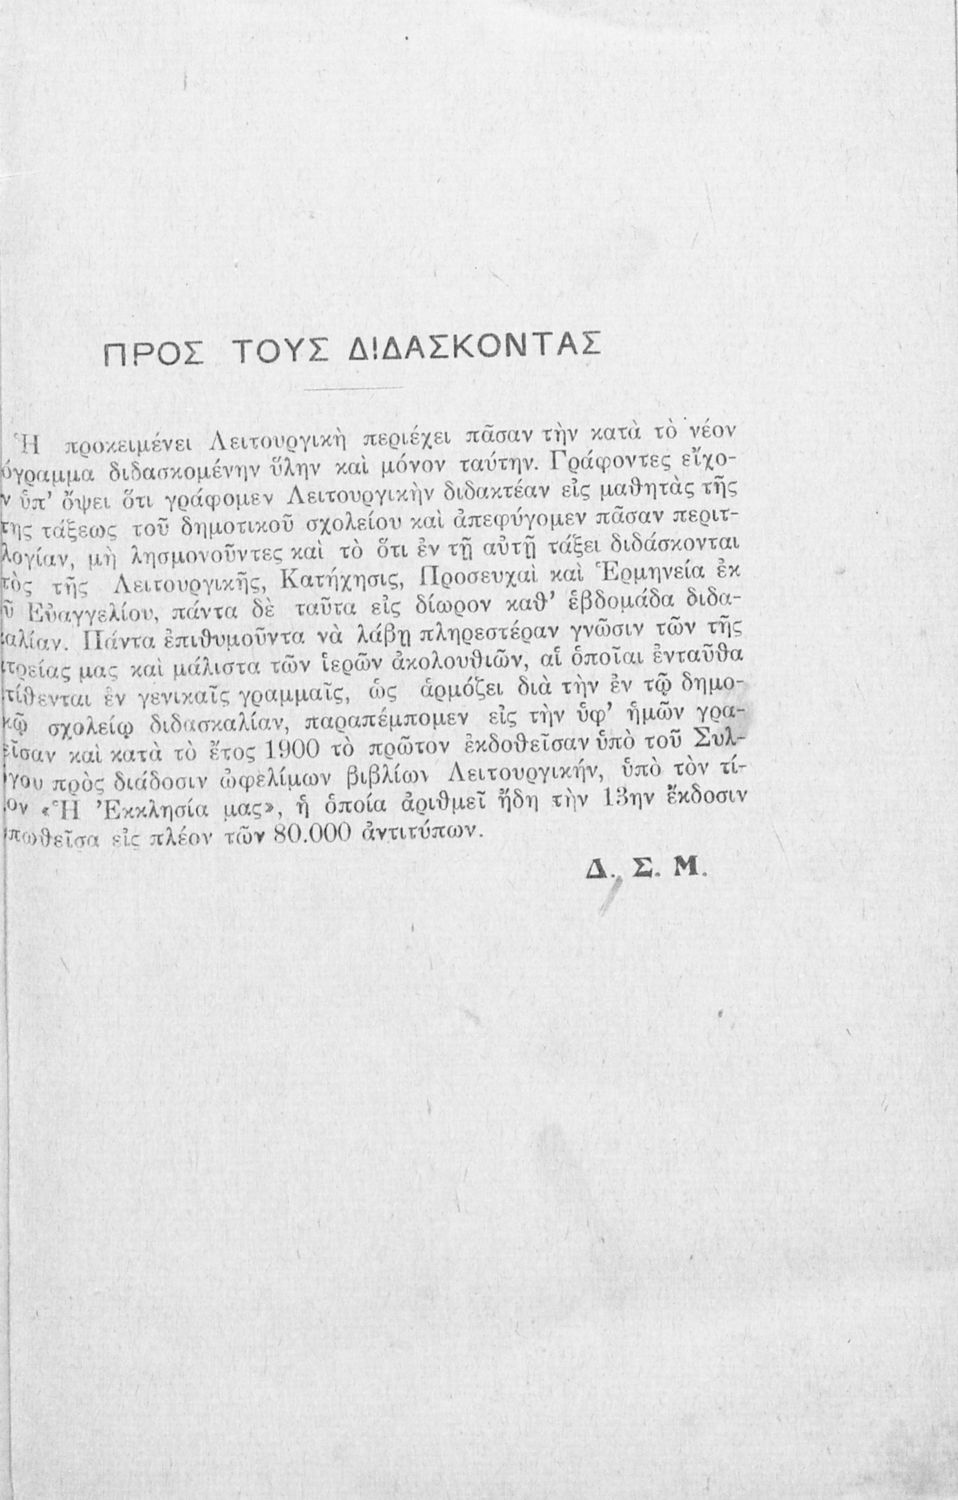 ΠΡΟΣ ΤΟΥΣ ΔΙΔΑΣΚΟΝΤΑΣ
Ἡ προκειμένει Λειτουργικὴ περιέχει πᾶσαν τὴν κατὰ τὸ νέον
όγραμμα διδασκομένην ὕλην καὶ μόνον ταύτην. Γράφοντες εἴχο-
ν ὑπ' ὄψει ὅτι γράφομεν Λειτουργικὴν διδακτέαν εἰς μαθητὰς τῆς
της τάξεως τοῦ δημοτικοῦ σχολείου καὶ ἀπεφύγομεν πᾶσαν περιτ-
λογίαν, μὴ λησμονοῦντες καὶ τὸ ὅτι ἐν τῇ αὐτῇ τάξει διδάσκονται
τὸς τῆς Λειτουργικῆς, Κατήχησις, Προσευχαὶ καὶ Ἑρμηνεία ἐκ
ῦ Εὐαγγελίου, πάντα δὲ ταῦτα εἰς δίωρον καθ' ἑβδομάδα διδα-
αλίαν. Πάντα ἐπιθυμοῦντα νὰ λάβῃ πληρεστέραν γνῶσιν τῶν τῆς
τρείας μας καὶ μάλιστα τῶν ἱερῶν ἀκολουθιῶν, αἱ ὁποῖαι ἐνταῦθα
τίθενται ἐν γενικαῖς γραμμαῖς, ὡς ἁρμόζει διὰ τὴν ἐν τῷ δημο-
κῷ σχολείῳ διδασκαλίαν, παραπέμπομεν εἰς τὴν ὑφ' ἡμῶν γρα-
εῖσαν καὶ κατὰ τὸ ἔτος 1900 τὸ πρῶτον ἐκδοθεῖσαν ὑπὸ τοῦ Συλ-
γου πρὸς διάδοσιν ὠφελίμων βιβλίων Λειτουργικήν, ὑπὸ τὸν τί-
ον «Ἡ Ἐκκλησία μας», ἡ ὁποία ἀριθμεῖ ἤδη τὴν 13ην ἔκδοσιν
πωθεῖσα εἰς πλέον τῶν 80.000 ἀντιτύπων.
Δ. Σ. Μ.